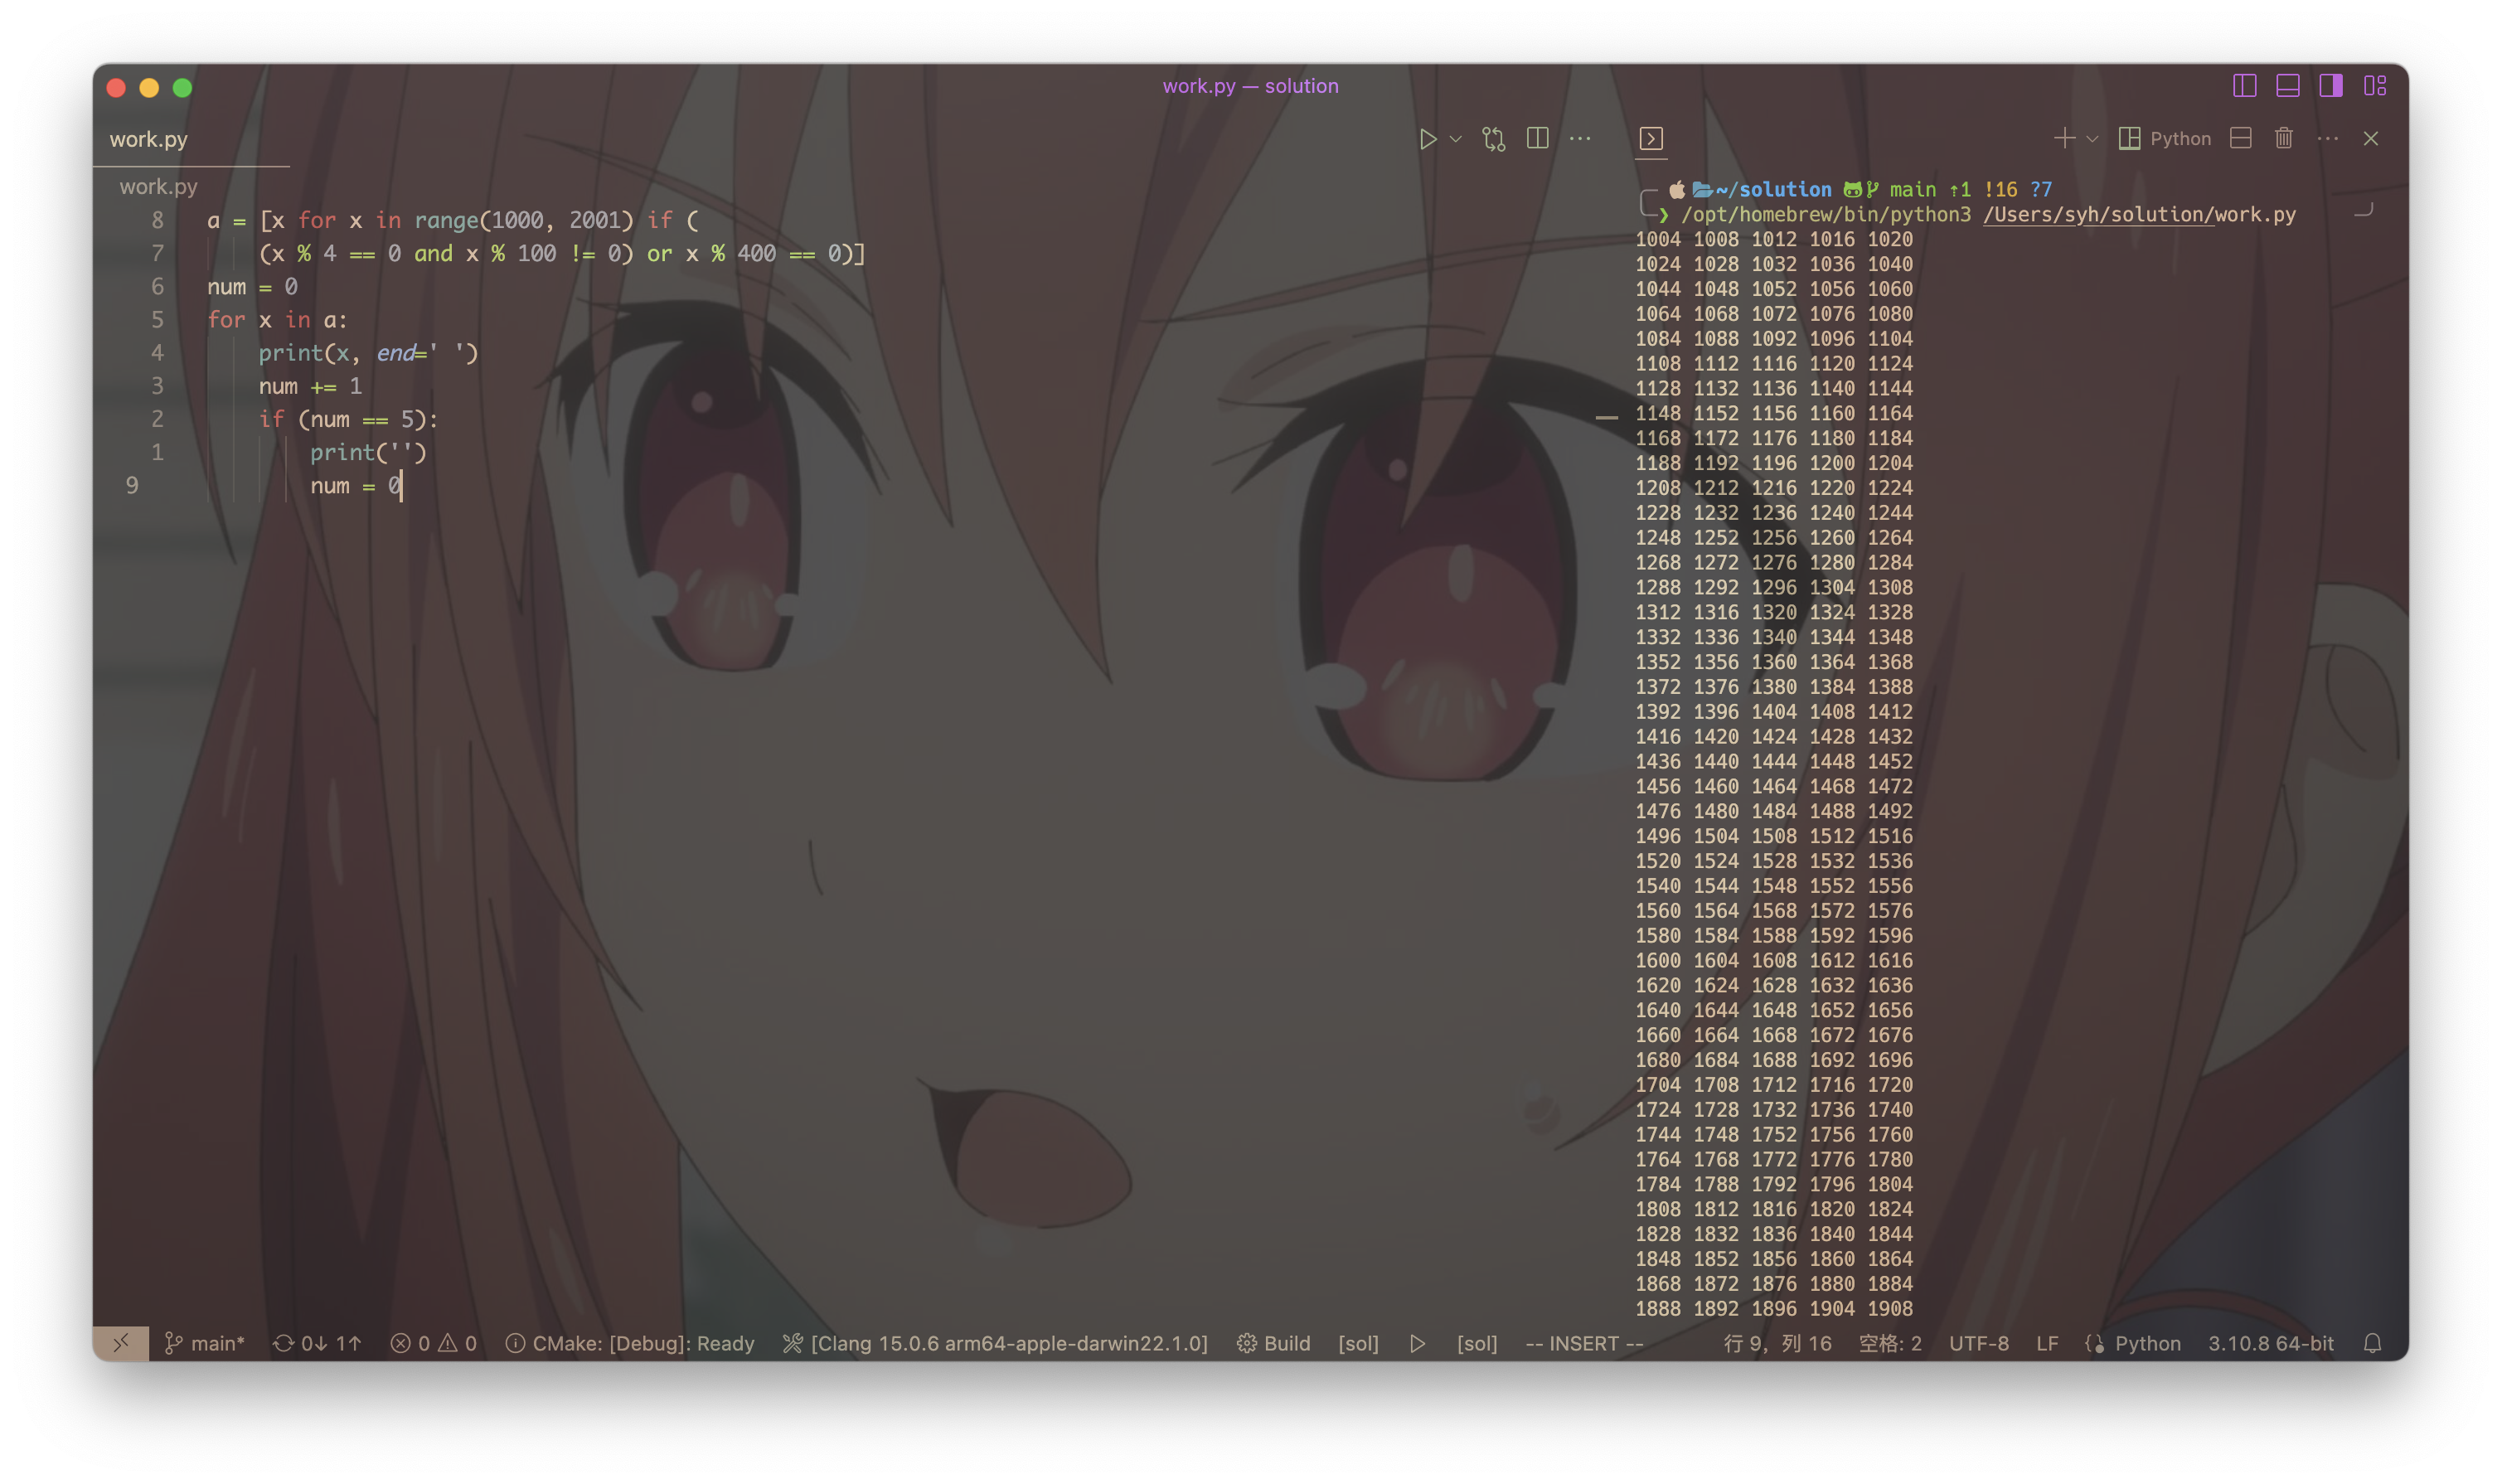 work.py — solution
work.py
Python
work.py
8 a = [x for x in range(1000, 2001) if (
7 (x % 4 == 0 and x % 100 != 0) or x % 400 == 0)]
6 num = 0
5 for x in a:
4 print(x, end=' ')
3 num += 1
2 if (num == 5):
1 print('')
9 num = 0
~/solution main ⇡1 !16 ?7
❯ /opt/homebrew/bin/python3 /Users/syh/solution/work.py
1004 1008 1012 1016 1020
1024 1028 1032 1036 1040
1044 1048 1052 1056 1060
1064 1068 1072 1076 1080
1084 1088 1092 1096 1104
1108 1112 1116 1120 1124
1128 1132 1136 1140 1144
1148 1152 1156 1160 1164
1168 1172 1176 1180 1184
1188 1192 1196 1200 1204
1208 1212 1216 1220 1224
1228 1232 1236 1240 1244
1248 1252 1256 1260 1264
1268 1272 1276 1280 1284
1288 1292 1296 1304 1308
1312 1316 1320 1324 1328
1332 1336 1340 1344 1348
1352 1356 1360 1364 1368
1372 1376 1380 1384 1388
1392 1396 1404 1408 1412
1416 1420 1424 1428 1432
1436 1440 1444 1448 1452
1456 1460 1464 1468 1472
1476 1480 1484 1488 1492
1496 1504 1508 1512 1516
1520 1524 1528 1532 1536
1540 1544 1548 1552 1556
1560 1564 1568 1572 1576
1580 1584 1588 1592 1596
1600 1604 1608 1612 1616
1620 1624 1628 1632 1636
1640 1644 1648 1652 1656
1660 1664 1668 1672 1676
1680 1684 1688 1692 1696
1704 1708 1712 1716 1720
1724 1728 1732 1736 1740
1744 1748 1752 1756 1760
1764 1768 1772 1776 1780
1784 1788 1792 1796 1804
1808 1812 1816 1820 1824
1828 1832 1836 1840 1844
1848 1852 1856 1860 1864
1868 1872 1876 1880 1884
1888 1892 1896 1904 1908
main* 0↓ 1↑ 0 0 CMake: [Debug]: Ready [Clang 15.0.6 arm64-apple-darwin22.1.0] Build [sol] [sol] -- INSERT -- 行 9，列 16 空格: 2 UTF-8 LF Python 3.10.8 64-bit